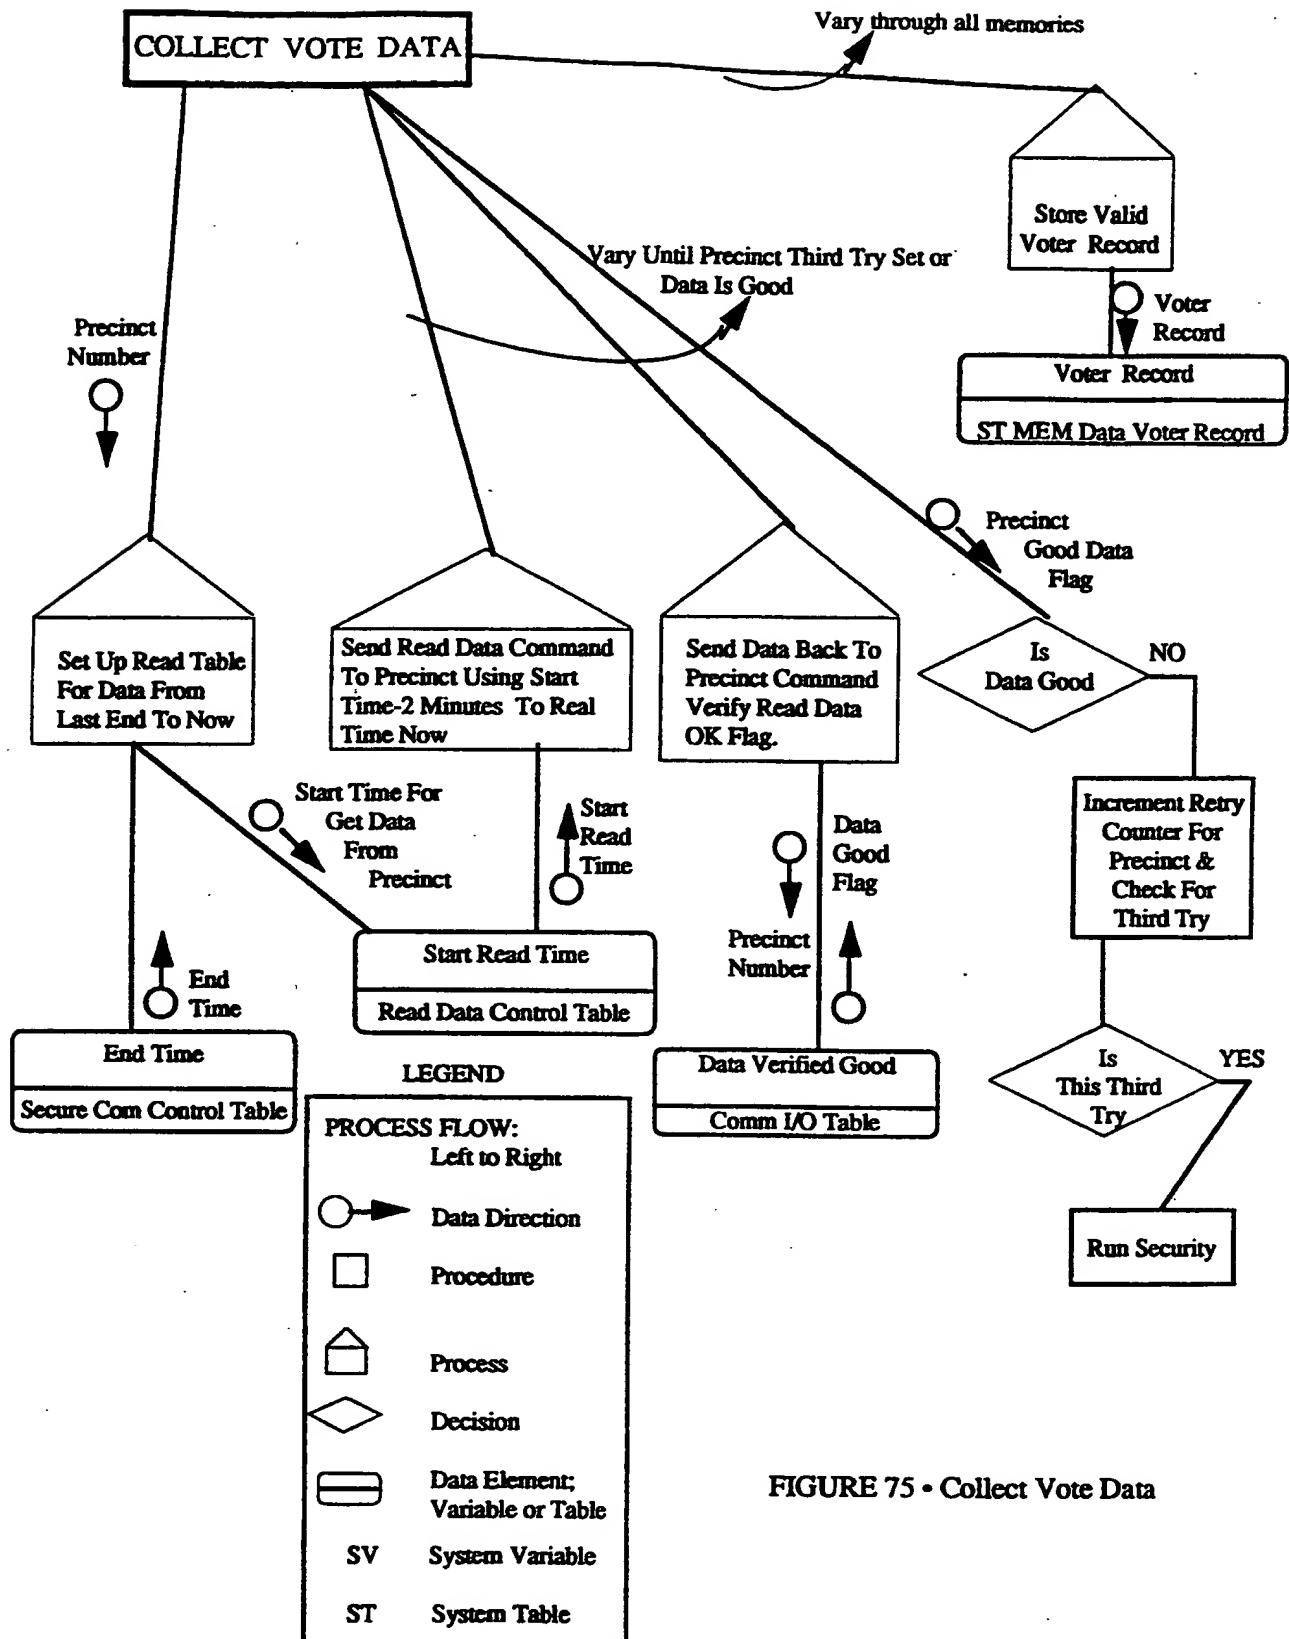 COLLECT VOTE DATA
Vary through all memories
Store Valid
Voter Record
Voter
Record
Voter Record
ST MEM Data Voter Record
Vary Until Precinct Third Try Set or
Data Is Good
Precinct
Number
Precinct
Good Data
Flag
Set Up Read Table
For Data From
Last End To Now
Send Read Data Command
To Precinct Using Start
Time-2 Minutes To Real
Time Now
Send Data Back To
Precinct Command
Verify Read Data
OK Flag.
Is
Data Good
NO
Increment Retry
Counter For
Precinct &
Check For
Third Try
Start Time For
Get Data
From
Precinct
Start
Read
Time
Data
Good
Flag
Precinct
Number
End
Time
Start Read Time
Read Data Control Table
End Time
Secure Com Control Table
Data Verified Good
Comm I/O Table
Is
This Third
Try
YES
Run Security
LEGEND
PROCESS FLOW:
Left to Right
Data Direction
Procedure
Process
Decision
Data Element;
Variable or Table
SV System Variable
ST System Table
FIGURE 75 • Collect Vote Data